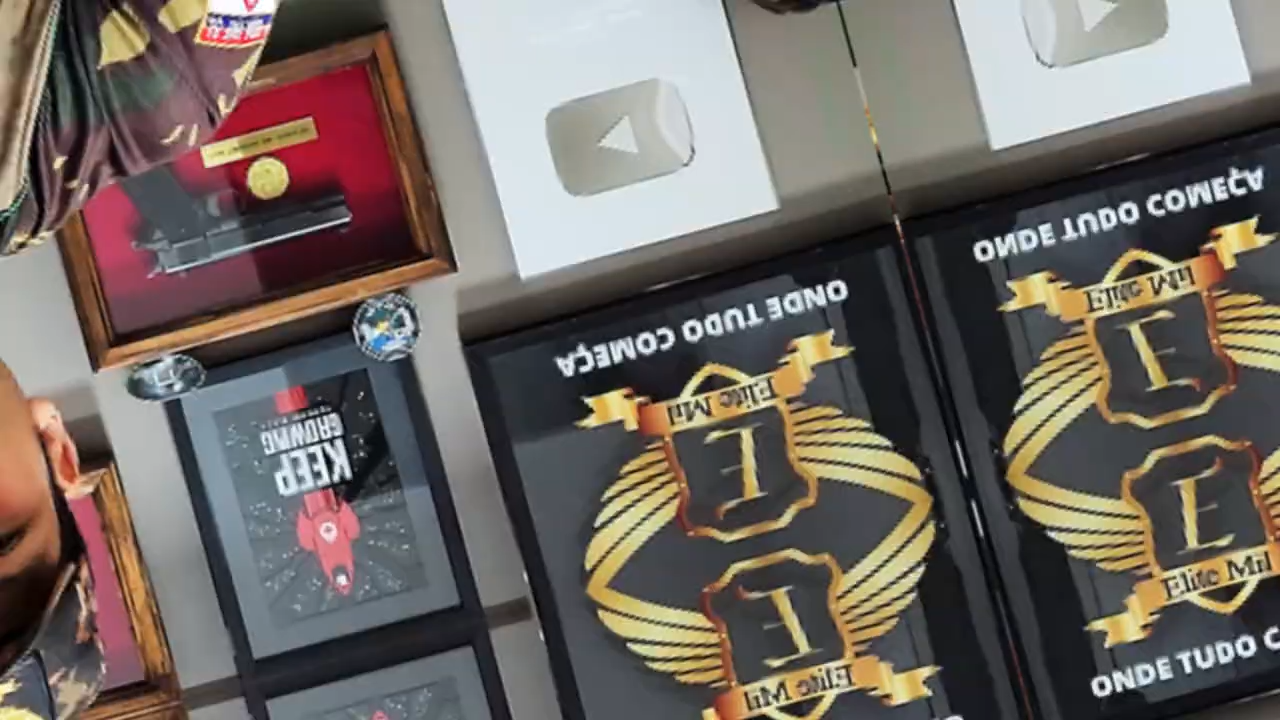 ONDE TUDO COMEÇA
Elite Mil
E
E
Elite Mil
ONDE TUDO COMEÇA
Elite Mil
E
E
Elite Mil
ONDE TUDO C
KEEP
GROWING